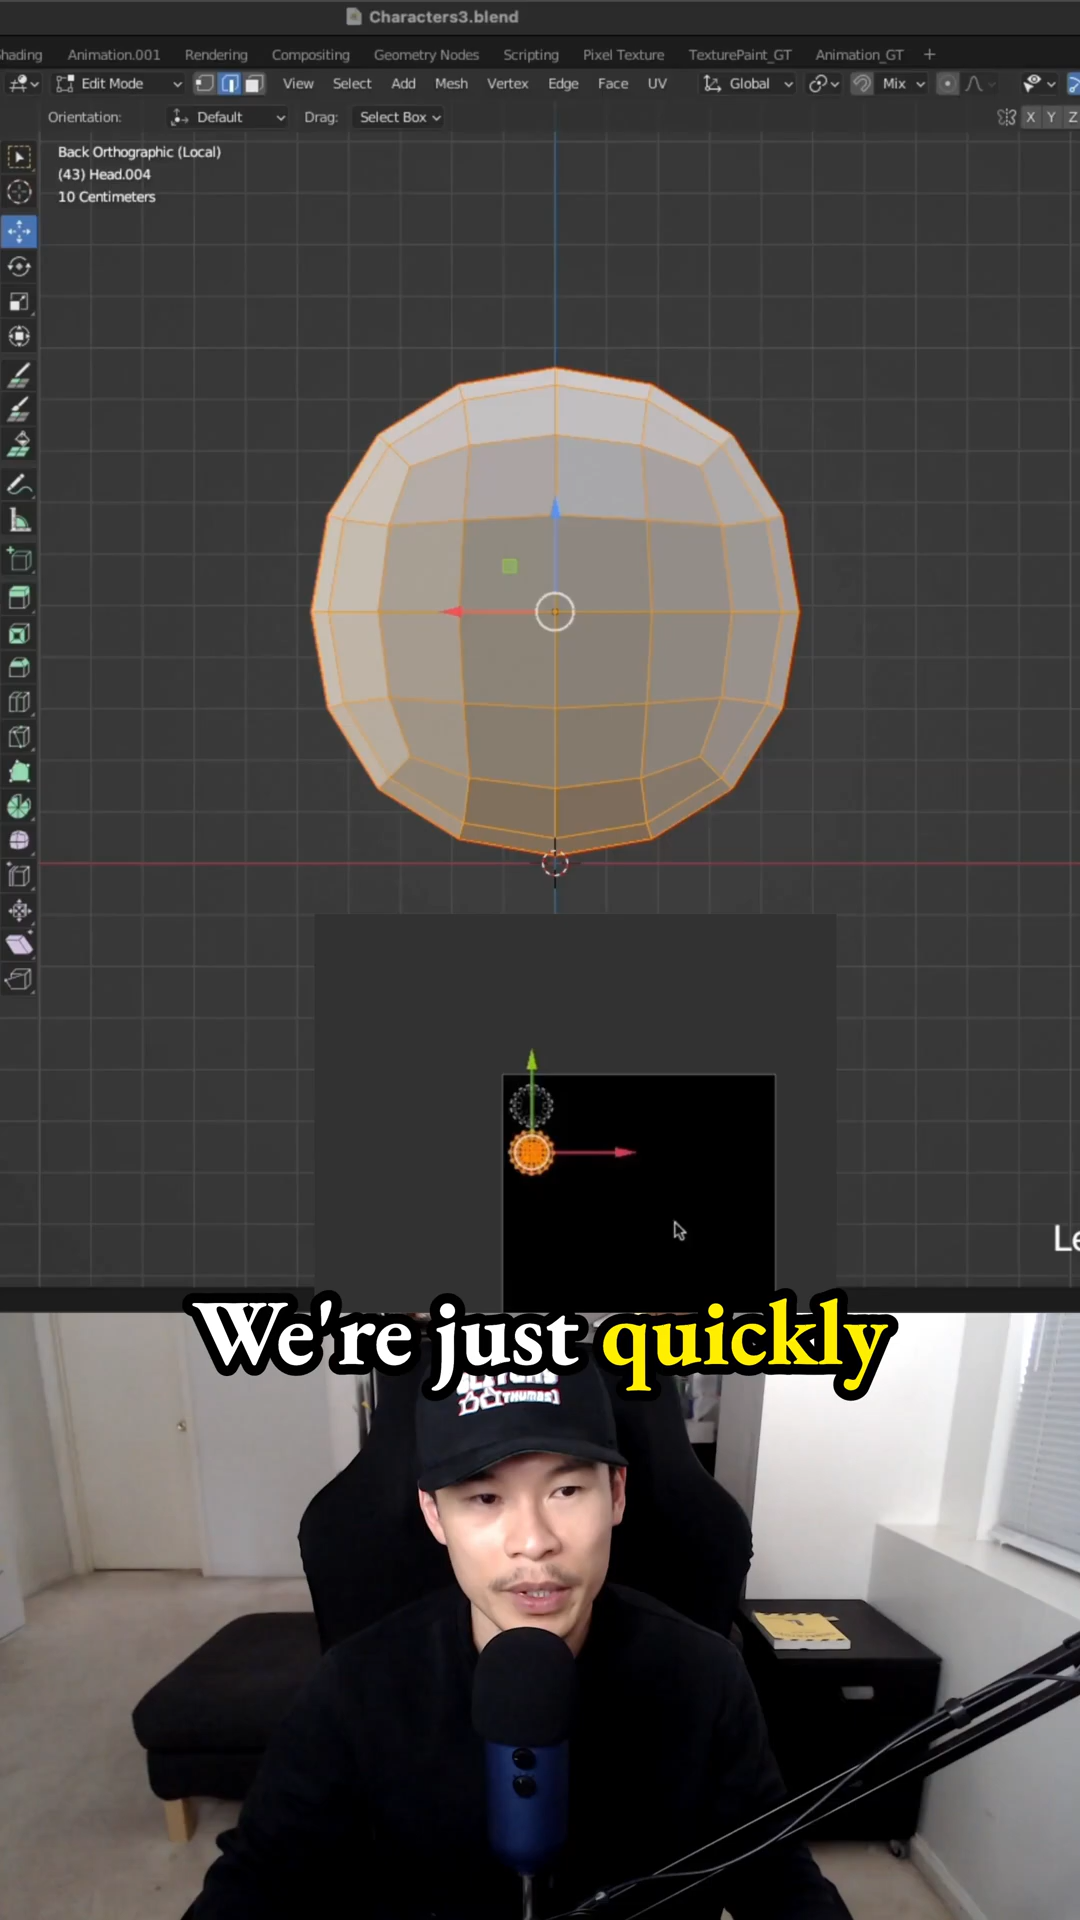 Characters3.blend
hading Animation.001 Rendering Compositing Geometry Nodes Scripting Pixel Texture TexturePaint_GT Animation_GT +
Edit Mode View Select Add Mesh Vertex Edge Face UV Global Mix
Orientation: Default Drag: Select Box X Y Z
Back Orthographic (Local)
(43) Head.004
10 Centimeters
Le
We're just quickly
THUMBS